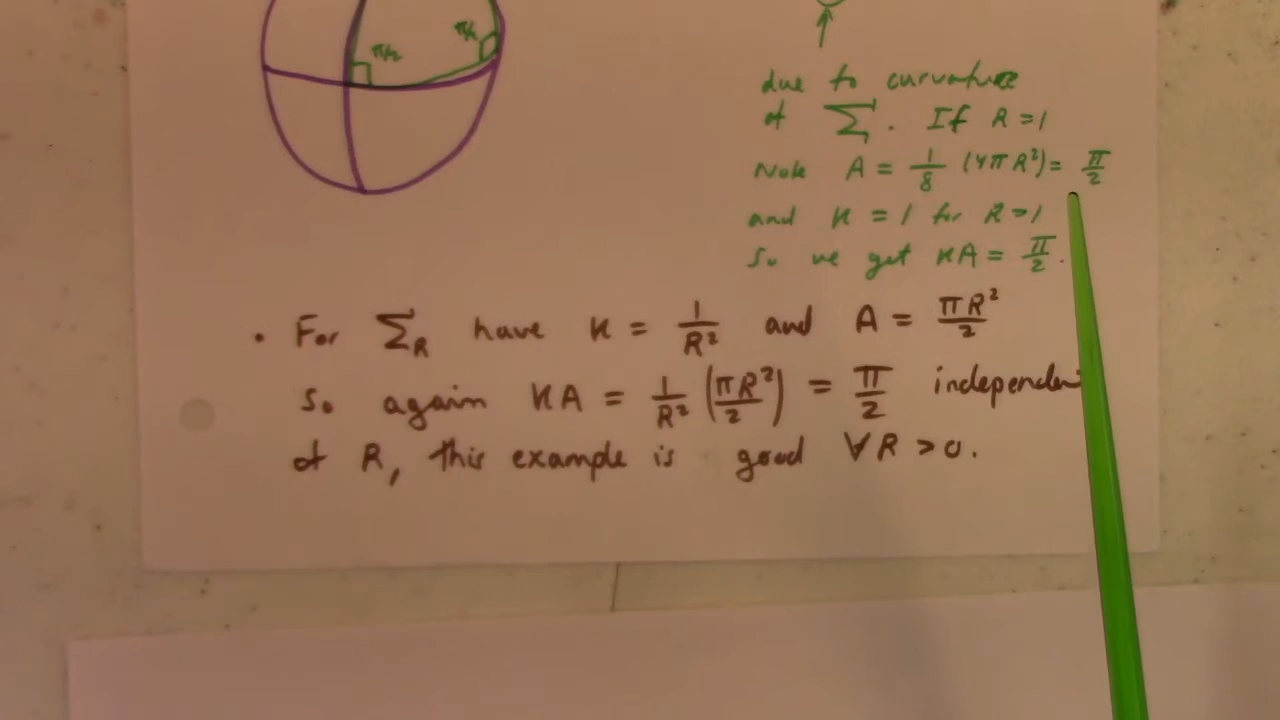 π/2
π/2
due to curvature
of Σ. If R=1
Note A = 1/8 (4πR²) = π/2
and K = 1 for R=1
so we get KA = π/2.
• For Σ_R have K = 1/R² and A = πR²/2
so again KA = 1/R² (πR²/2) = π/2 independen
of R, this example is good ∀R > 0.